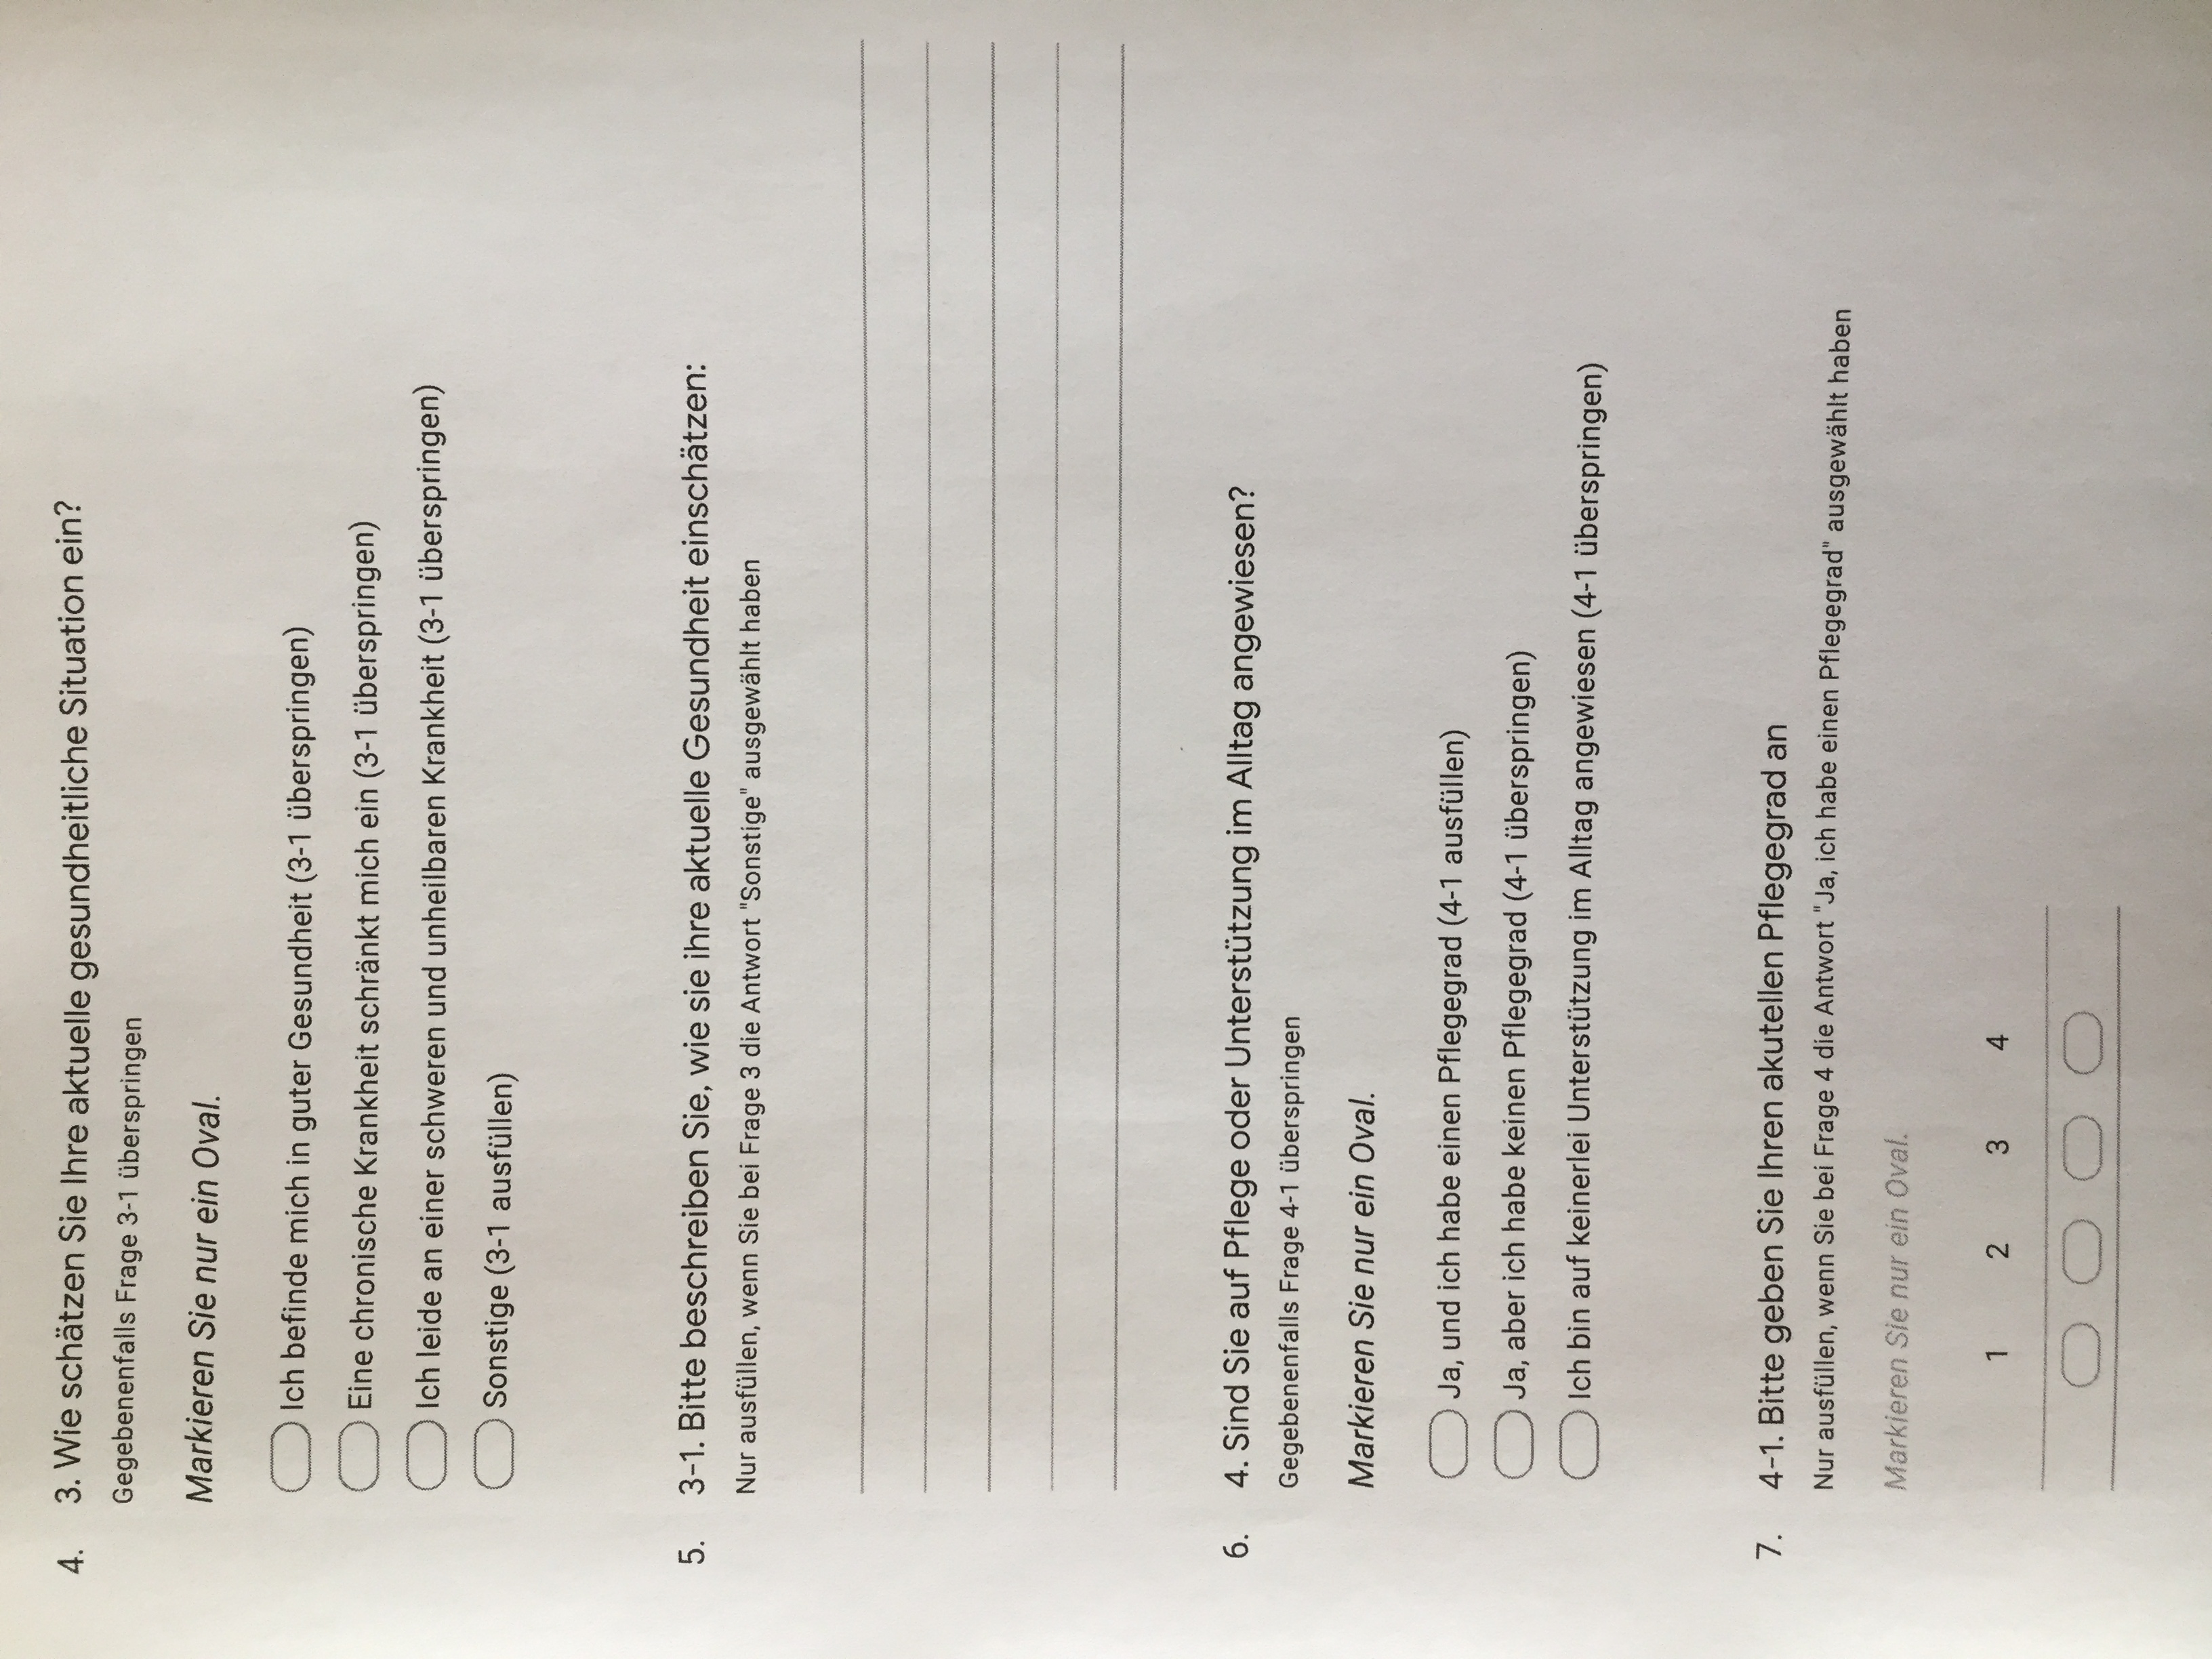 4. 3. Wie schätzen Sie Ihre aktuelle gesundheitliche Situation ein?
Gegebenenfalls Frage 3-1 überspringen
Markieren Sie nur ein Oval.
Ich befinde mich in guter Gesundheit (3-1 überspringen)
Eine chronische Krankheit schränkt mich ein (3-1 überspringen)
Ich leide an einer schweren und unheilbaren Krankheit (3-1 überspringen)
Sonstige (3-1 ausfüllen)
5. 3-1. Bitte beschreiben Sie, wie sie ihre aktuelle Gesundheit einschätzen:
Nur ausfüllen, wenn Sie bei Frage 3 die Antwort "Sonstige" ausgewählt haben
6. 4. Sind Sie auf Pflege oder Unterstützung im Alltag angewiesen?
Gegebenenfalls Frage 4-1 überspringen
Markieren Sie nur ein Oval.
Ja, und ich habe einen Pflegegrad (4-1 ausfüllen)
Ja, aber ich habe keinen Pflegegrad (4-1 überspringen)
Ich bin auf keinerlei Unterstützung im Alltag angewiesen (4-1 überspringen)
7. 4-1. Bitte geben Sie Ihren akutellen Pflegegrad an
Nur ausfüllen, wenn Sie bei Frage 4 die Antwort "Ja, ich habe einen Pflegegrad" ausgewählt haben
Markieren Sie nur ein Oval.
1 2 3 4